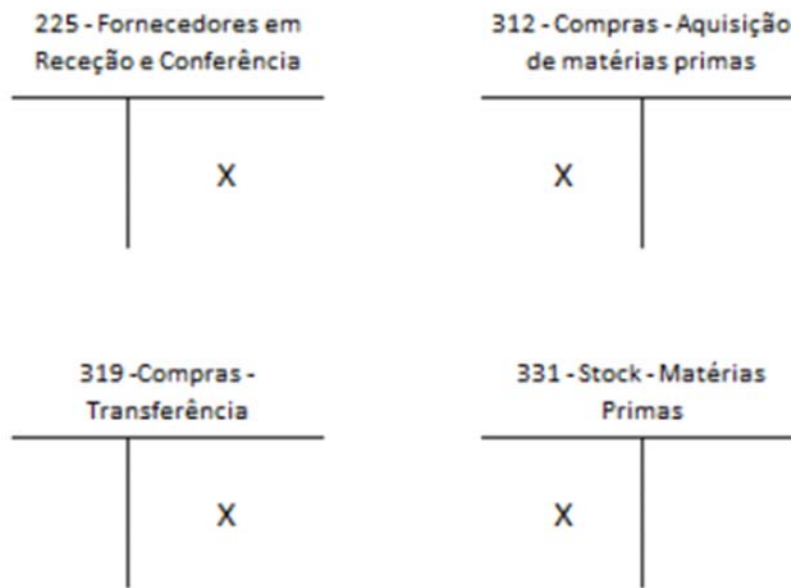 225 - Fornecedores em
Receção e Conferência
X
312 - Compras - Aquisição
de matérias primas
X
319 -Compras -
Transferência
X
331 - Stock - Matérias
Primas
X